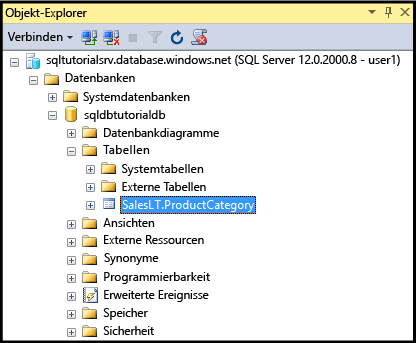 Objekt-Explorer
Verbinden
sqltutorialsrv.database.windows.net (SQL Server 12.0.2000.8 - user1)
Datenbanken
Systemdatenbanken
sqldbtutorialdb
Datenbankdiagramme
Tabellen
Systemtabellen
Externe Tabellen
SalesLT.ProductCategory
Ansichten
Externe Ressourcen
Synonyme
Programmierbarkeit
Erweiterte Ereignisse
Speicher
Sicherheit